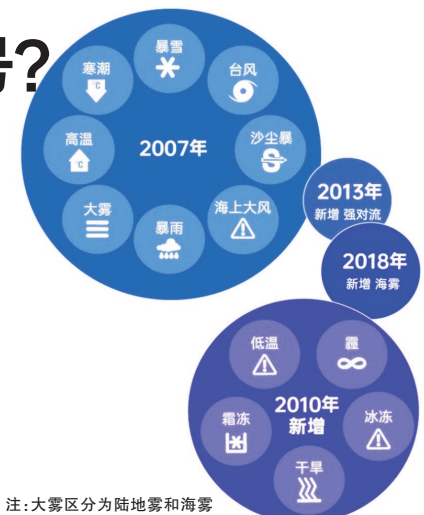 号?
暴雪
寒潮
℃
台风
高温
℃
2007年
沙尘暴
大雾
暴雨
海上大风
2013年
新增 强对流
2018年
新增 海雾
低温
霾
霜冻
2010年
新增
冰冻
干旱
注:大雾区分为陆地雾和海雾